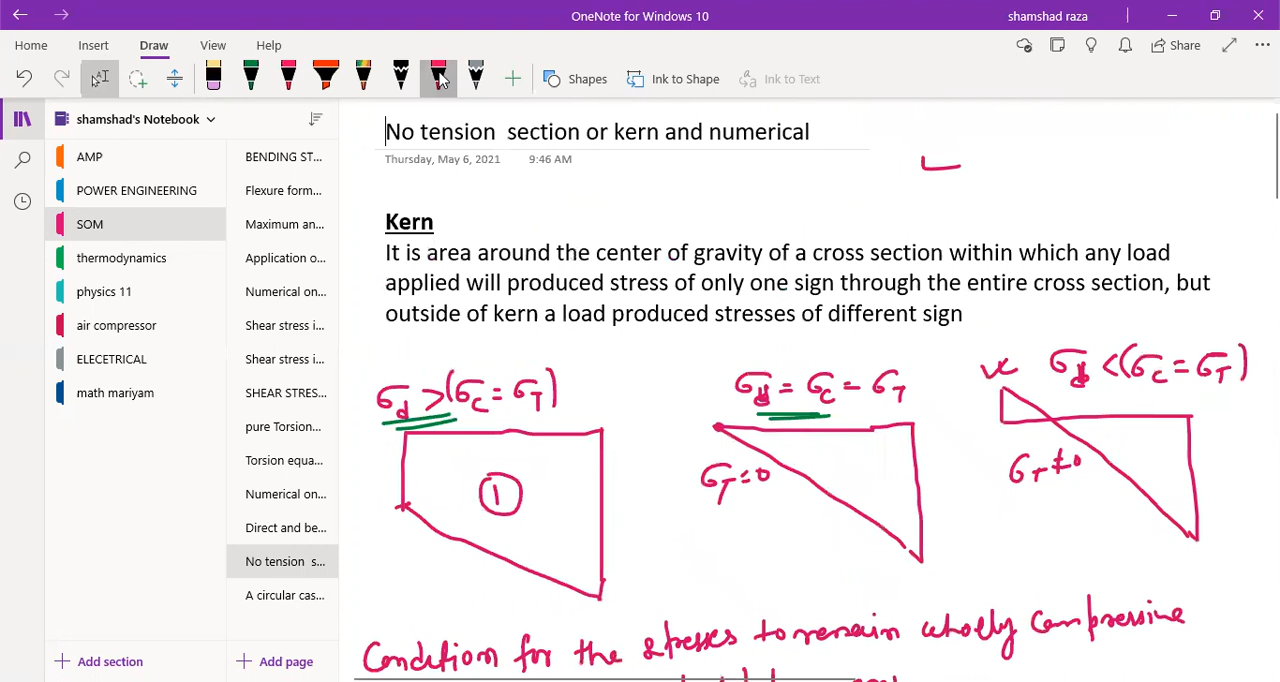 OneNote for Windows 10
shamshad raza
Home Insert Draw View Help
Share
Shapes
Ink to Shape
Ink to Text
shamshad's Notebook
AMP
POWER ENGINEERING
SOM
thermodynamics
physics 11
air compressor
ELECETRICAL
math mariyam
Add section
BENDING ST...
Flexure form...
Maximum an...
Application o...
Numerical on...
Shear stress i...
Shear stress i...
SHEAR STRES...
pure Torsion...
Torsion equa...
Numerical on...
Direct and be...
No tension s...
A circular cas...
Add page
No tension section or kern and numerical
Thursday, May 6, 2021 9:46 AM
Kern
It is area around the center of gravity of a cross section within which any load
applied will produced stress of only one sign through the entire cross section, but
outside of kern a load produced stresses of different sign
σd > (σc = σT)
σd = σc = σT
σd < (σc = σT)
1
σT = 0
σT ≠ 0
Condition for the stresses to remain wholly compressive